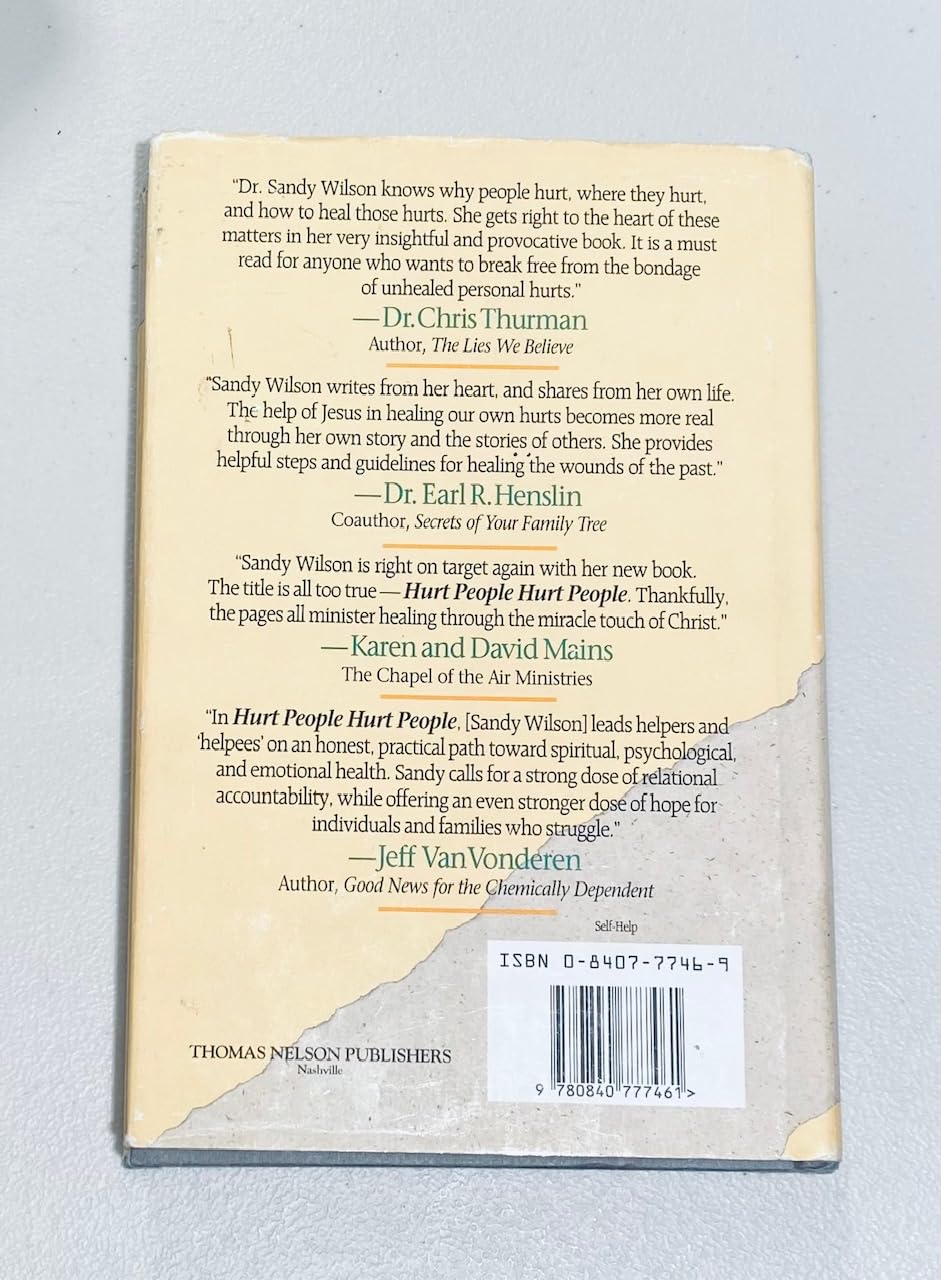 “Dr. Sandy Wilson knows why people hurt, where they hurt,
and how to heal those hurts. She gets right to the heart of these
matters in her very insightful and provocative book. It is a must
read for anyone who wants to break free from the bondage
of unhealed personal hurts.”
—Dr. Chris Thurman
Author, The Lies We Believe
“Sandy Wilson writes from her heart, and shares from her own life.
The help of Jesus in healing our own hurts becomes more real
through her own story and the stories of others. She provides
helpful steps and guidelines for healing the wounds of the past.”
—Dr. Earl R. Henslin
Coauthor, Secrets of Your Family Tree
“Sandy Wilson is right on target again with her new book.
The title is all too true—Hurt People Hurt People. Thankfully,
the pages all minister healing through the miracle touch of Christ.”
—Karen and David Mains
The Chapel of the Air Ministries
“In Hurt People Hurt People, [Sandy Wilson] leads helpers and
‘helpees’ on an honest, practical path toward spiritual, psychological,
and emotional health. Sandy calls for a strong dose of relational
accountability, while offering an even stronger dose of hope for
individuals and families who struggle.”
—Jeff VanVonderen
Author, Good News for the Chemically Dependent
Self-Help
ISBN 0-8407-7746-9
9 780840 777461>
THOMAS NELSON PUBLISHERS
Nashville